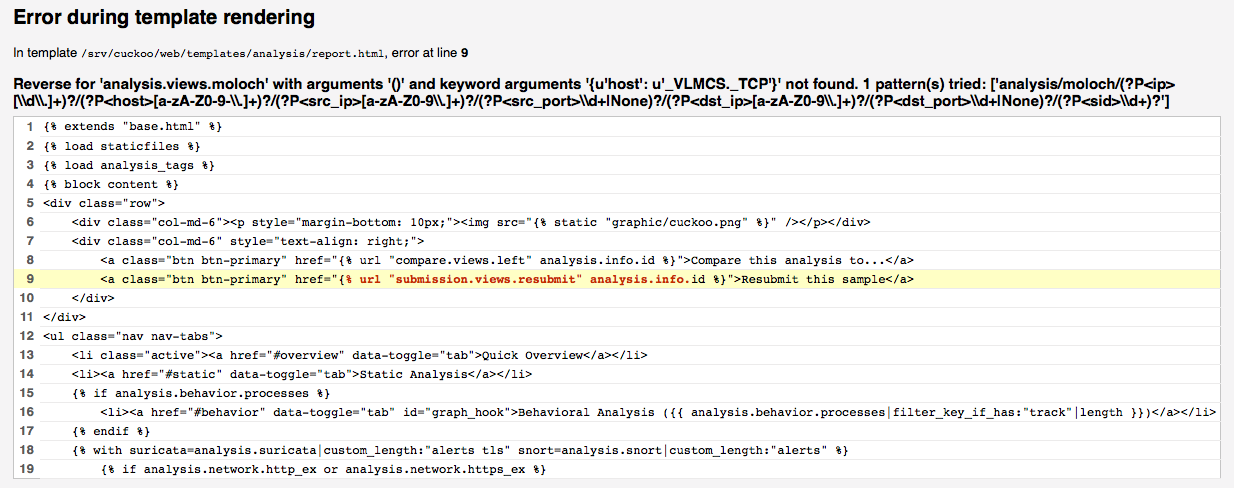 Error during template rendering
In template /srv/cuckoo/web/templates/analysis/report.html, error at line 9
Reverse for 'analysis.views.moloch' with arguments '()' and keyword arguments '{u'host': u'_VLMCS._TCP'}' not found. 1 pattern(s) tried: ['analysis/moloch/(?P<ip>
[\\d\\.]+)?/(?P<host>[a-zA-Z0-9-\\.]+)?/(?P<src_ip>[a-zA-Z0-9\\.]+)?/(?P<src_port>\\d+|None)?/(?P<dst_ip>[a-zA-Z0-9\\.]+)?/(?P<dst_port>\\d+|None)?/(?P<sid>\\d+)?']
1 {% extends "base.html" %}
2 {% load staticfiles %}
3 {% load analysis_tags %}
4 {% block content %}
5 <div class="row">
6     <div class="col-md-6"><p style="margin-bottom: 10px;"><img src="{% static "graphic/cuckoo.png" %}" /></p></div>
7     <div class="col-md-6" style="text-align: right;">
8         <a class="btn btn-primary" href="{% url "compare.views.left" analysis.info.id %}">Compare this analysis to...</a>
9         <a class="btn btn-primary" href="{% url "submission.views.resubmit" analysis.info.id %}">Resubmit this sample</a>
10     </div>
11 </div>
12 <ul class="nav nav-tabs">
13     <li class="active"><a href="#overview" data-toggle="tab">Quick Overview</a></li>
14     <li><a href="#static" data-toggle="tab">Static Analysis</a></li>
15     {% if analysis.behavior.processes %}
16         <li><a href="#behavior" data-toggle="tab" id="graph_hook">Behavioral Analysis ({{ analysis.behavior.processes|filter_key_if_has:"track"|length }})</a></li>
17     {% endif %}
18     {% with suricata=analysis.suricata|custom_length:"alerts tls" snort=analysis.snort|custom_length:"alerts" %}
19         {% if analysis.network.http_ex or analysis.network.https_ex %}